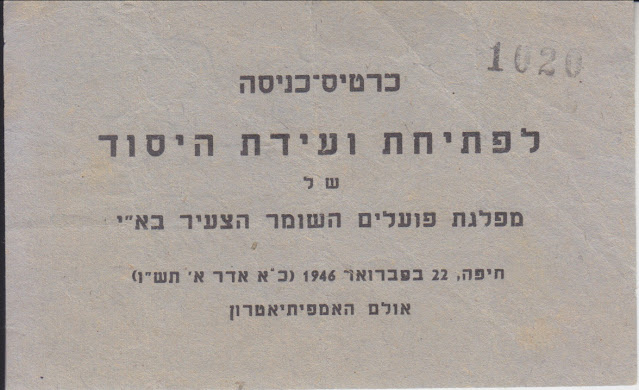 1020
כרטיס־כניסה
לפתיחת ועידת היסוד
של
מפלגת פועלים השומר הצעיר בא"י
חיפה, 22 בפברואר 1946 (כ"א אדר א' תש"ו)
אולם האמפיתיאטרון